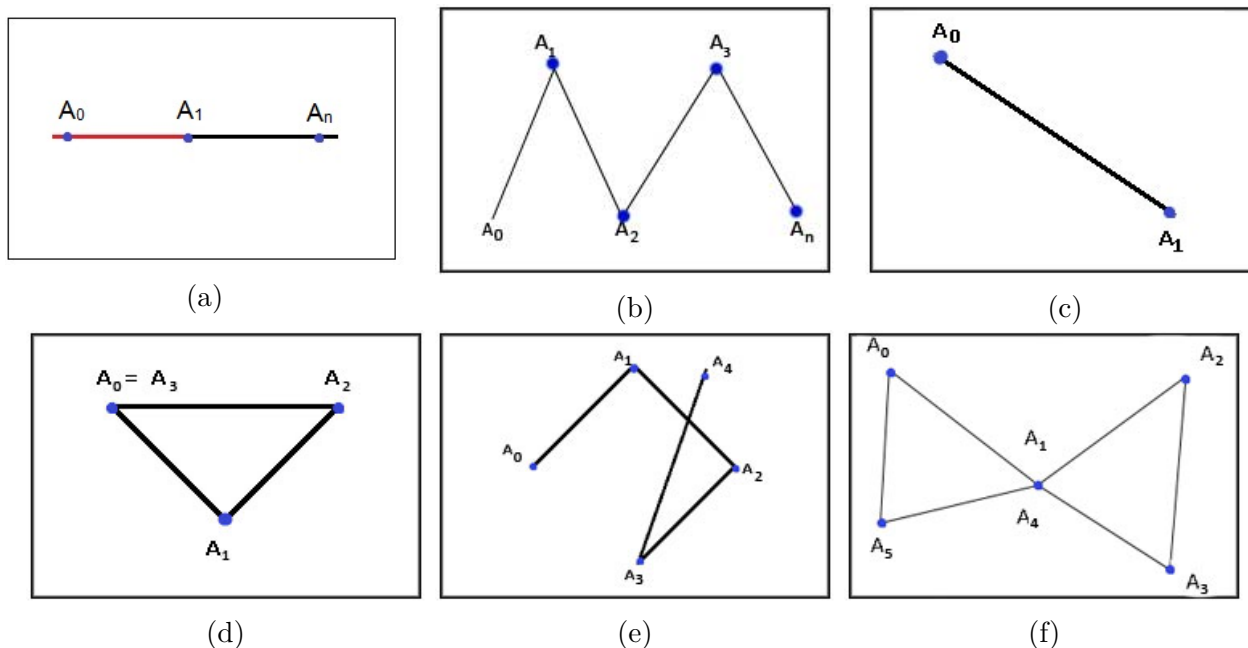 A₀ A₁ Aₙ
(a)
A₁ A₃
A₀ A₂ Aₙ
(b)
A₀
A₁
(c)
A₀ = A₃ A₂
A₁
(d)
A₁ A₄
A₀ A₂
A₃
(e)
A₀ A₂
A₁
A₄
A₅ A₃
(f)